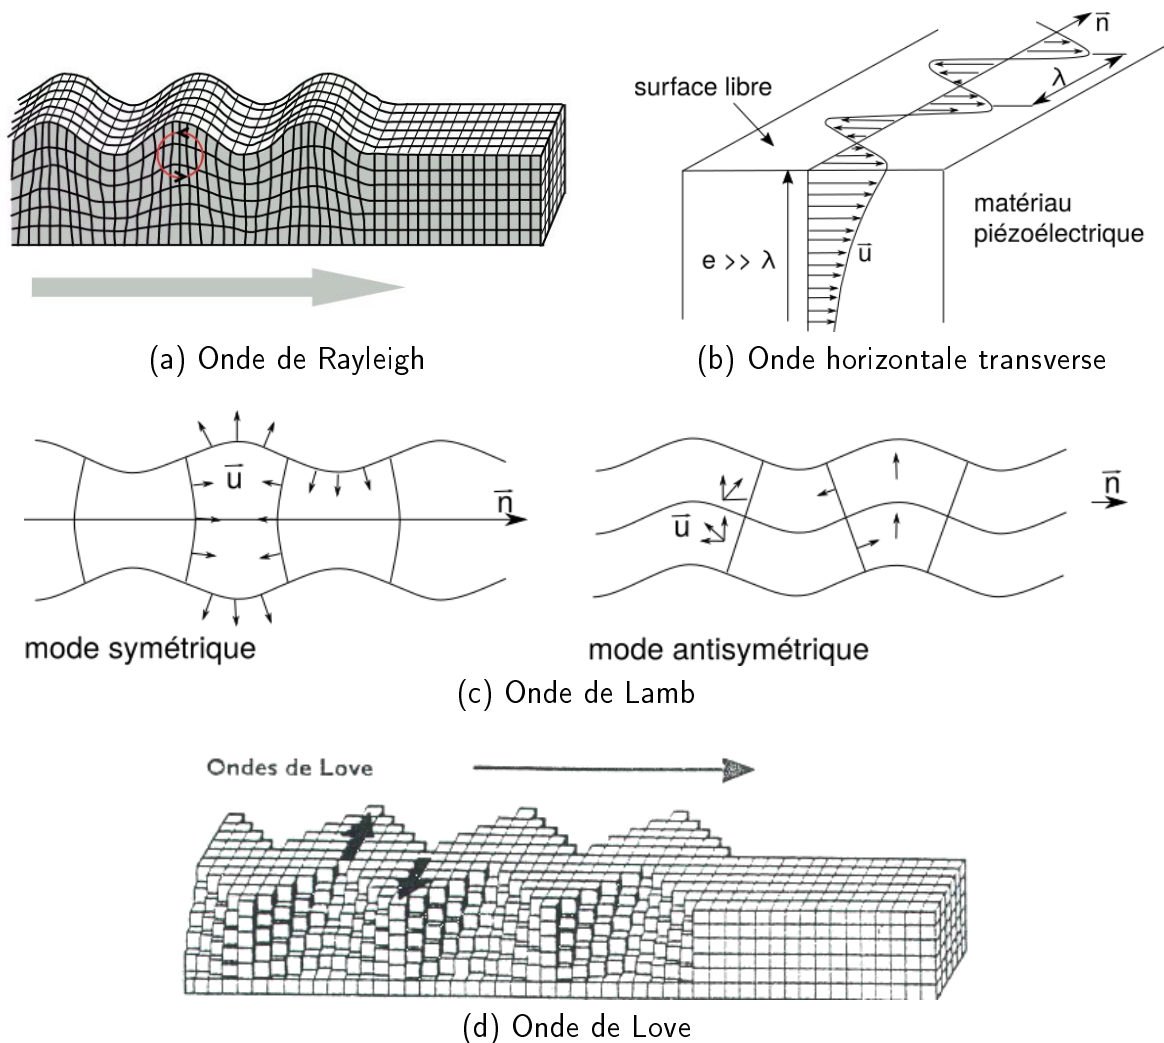 surface libre
n
λ
matériau
piézoélectrique
e >> λ
u
(a) Onde de Rayleigh
(b) Onde horizontale transverse
u
n
mode symétrique
u
n
mode antisymétrique
(c) Onde de Lamb
Ondes de Love
(d) Onde de Love